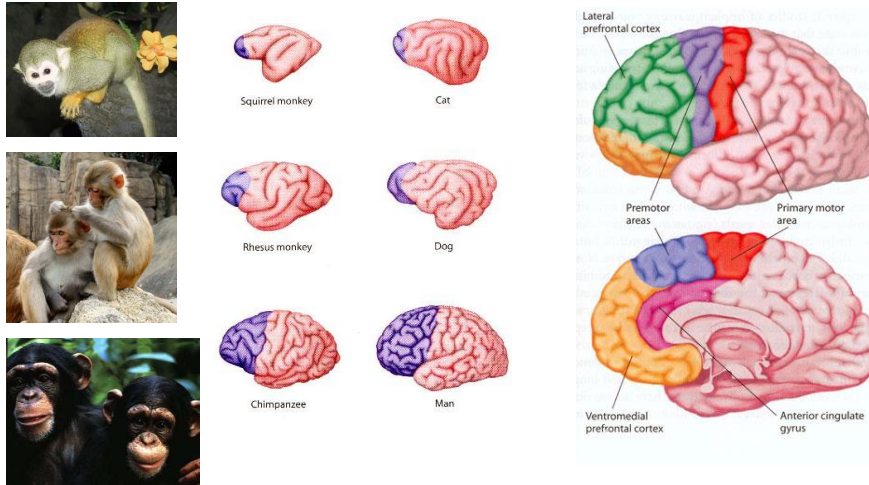 Squirrel monkey
Cat
Rhesus monkey
Dog
Chimpanzee
Man
Lateral
prefrontal cortex
Premotor
areas
Primary motor
area
Ventromedial
prefrontal cortex
Anterior cingulate
gyrus